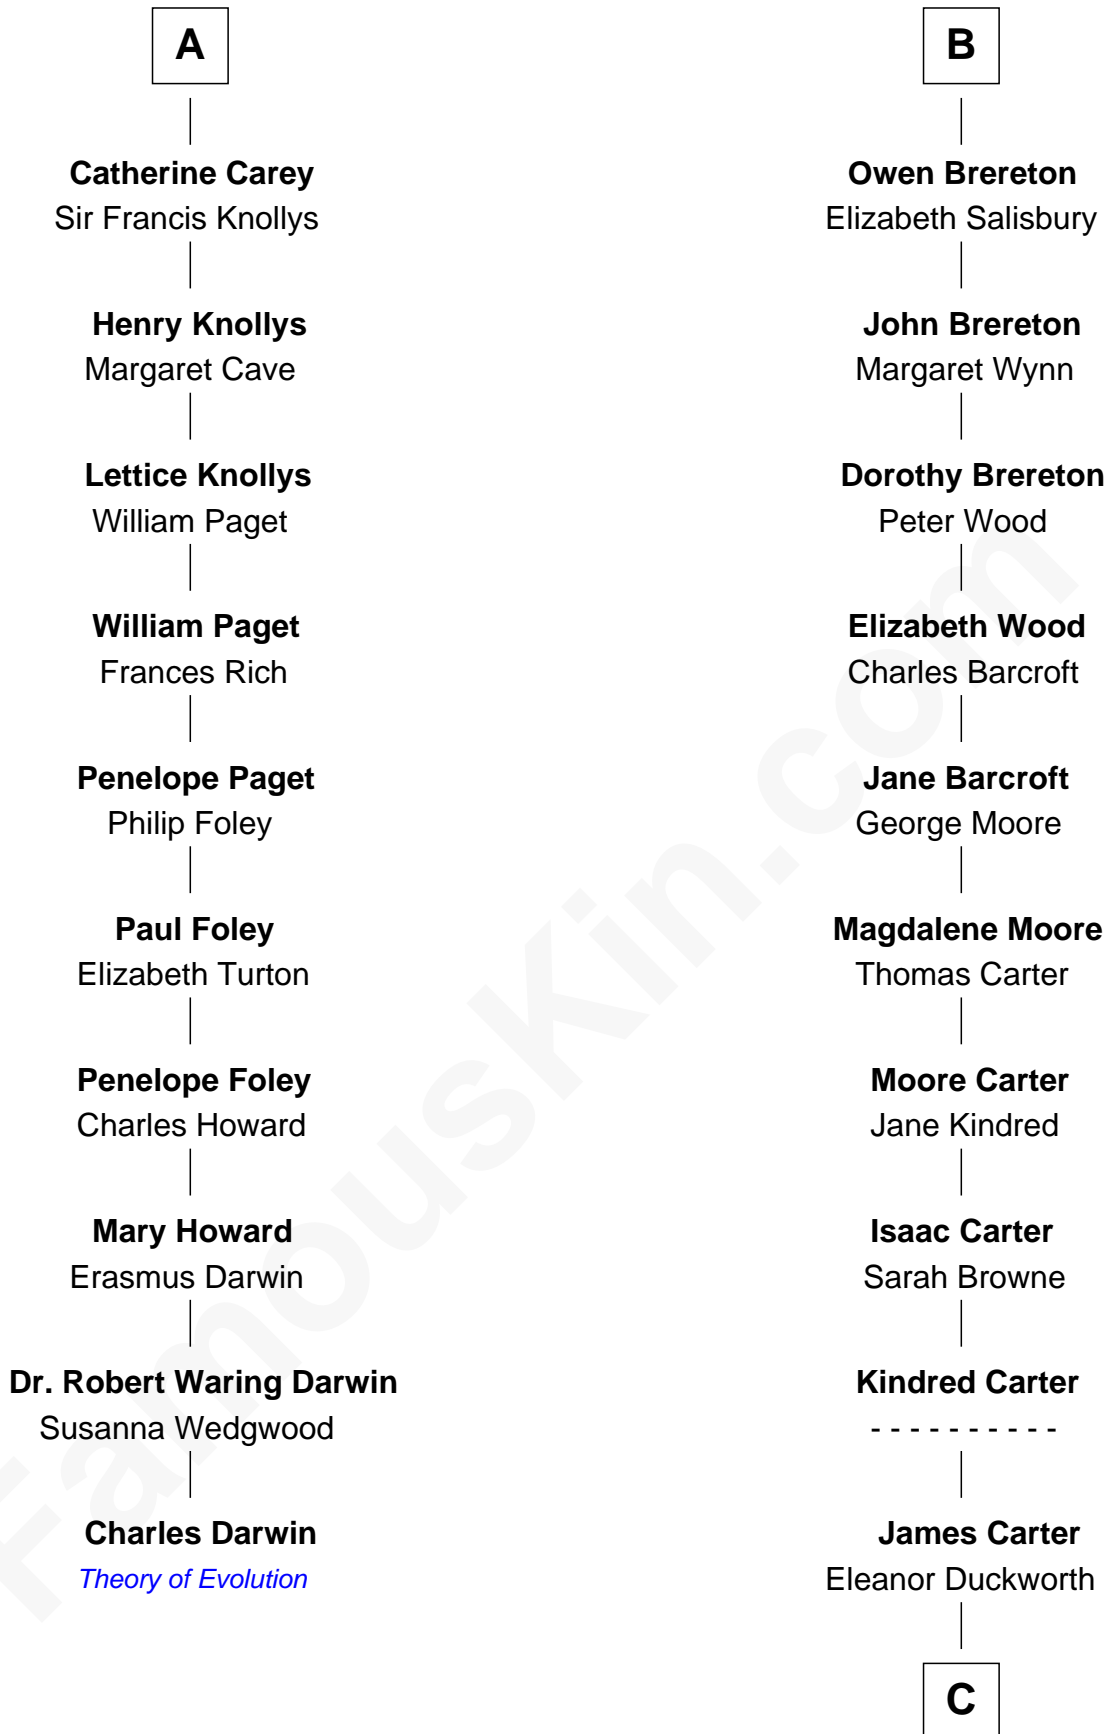 A
Catherine Carey
Sir Francis Knollys
Henry Knollys
Margaret Cave
Lettice Knollys
William Paget
William Paget
Frances Rich
Penelope Paget
Philip Foley
Paul Foley
Elizabeth Turton
Penelope Foley
Charles Howard
Mary Howard
Erasmus Darwin
Dr. Robert Waring Darwin
Susanna Wedgwood
Charles Darwin
Theory of Evolution
B
Owen Brereton
Elizabeth Salisbury
John Brereton
Margaret Wynn
Dorothy Brereton
Peter Wood
Elizabeth Wood
Charles Barcroft
Jane Barcroft
George Moore
Magdalene Moore
Thomas Carter
Moore Carter
Jane Kindred
Isaac Carter
Sarah Browne
Kindred Carter
- - - - - - - - - -
James Carter
Eleanor Duckworth
C
FamousKin.com